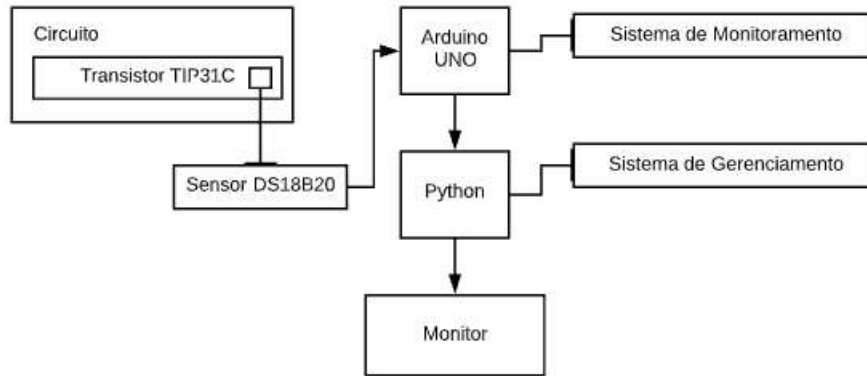 Circuito
Transistor TIP31C
Sensor DS18B20
Arduino
UNO
Sistema de Monitoramento
Python
Sistema de Gerenciamento
Monitor